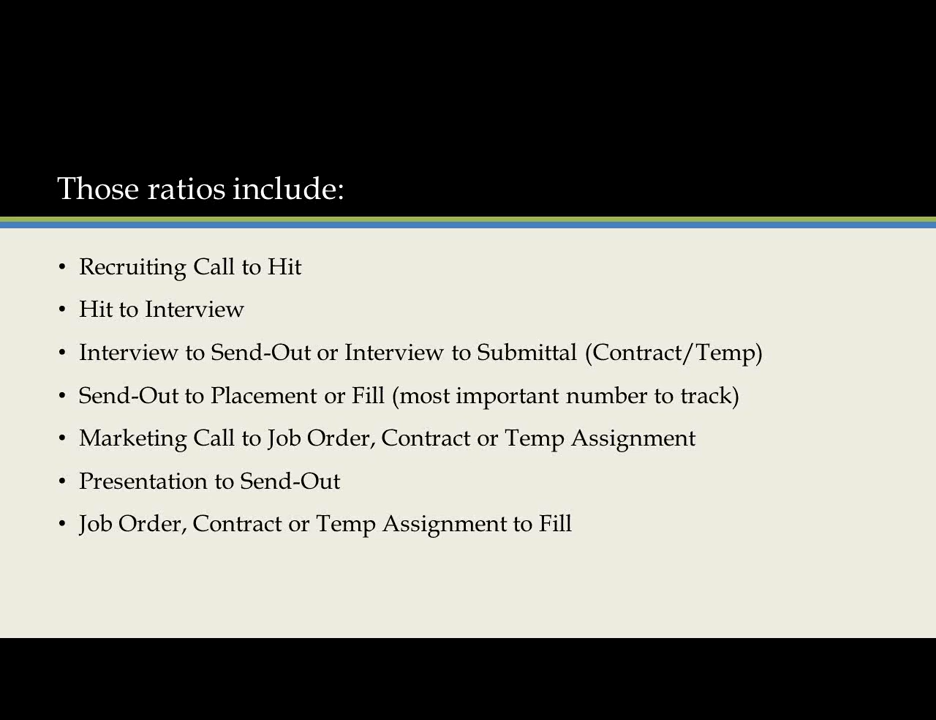 Those ratios include:
• Recruiting Call to Hit
• Hit to Interview
• Interview to Send-Out or Interview to Submittal (Contract/Temp)
• Send-Out to Placement or Fill (most important number to track)
• Marketing Call to Job Order, Contract or Temp Assignment
• Presentation to Send-Out
• Job Order, Contract or Temp Assignment to Fill